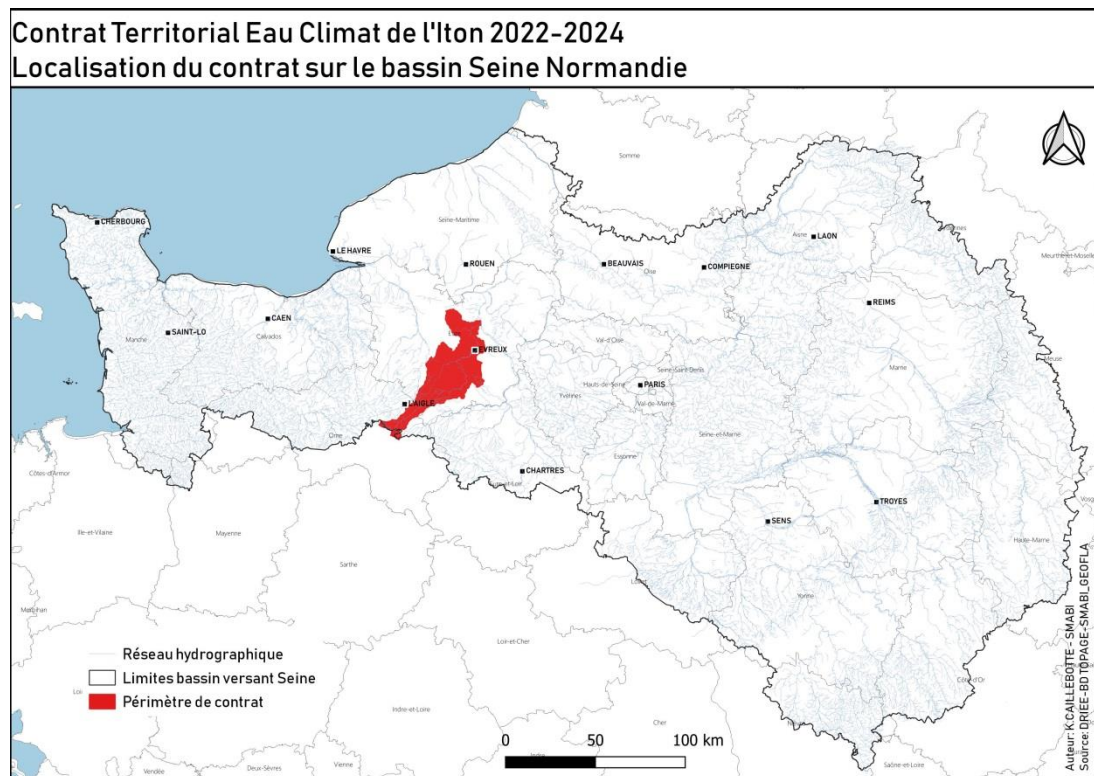 Contrat Territorial Eau Climat de l'Iton 2022-2024
Localisation du contrat sur le bassin Seine Normandie
Somme
CHERBOURG
Seine-Maritime
LE HAVRE
ROUEN
BEAUVAIS
Oise
COMPIEGNE
Aisne
LAON
Meurthe-et-Moselle
REIMS
CAEN
Calvados
SAINT-LO
Manche
EVREUX
Val-d'Oise
Marne
Meuse
Seine-Saint-Denis
Hauts-de-Seine
PARIS
Yvelines
Val-de-Marne
L'AIGLE
Orne
Seine-et-Marne
Essonne
CHARTRES
Eure-et-Loir
Côtes-d'Armor
TROYES
SENS
Ille-et-Vilaine
Mayenne
Haute-Marne
Sarthe
Loiret
Yonne
Morbihan
Loir-et-Cher
Côte-d'Or
Indre-et-Loire
Cher
Vendée
Deux-Sèvres
Vienne
Saône-et-Loire
Réseau hydrographique
Limites bassin versant Seine
Périmètre de contrat
0 50 100 km
Auteur: K.CAILLEBOTTE - SMABI
Source: DRIEE-BD TOPAGE-SMABI_GEOFLA